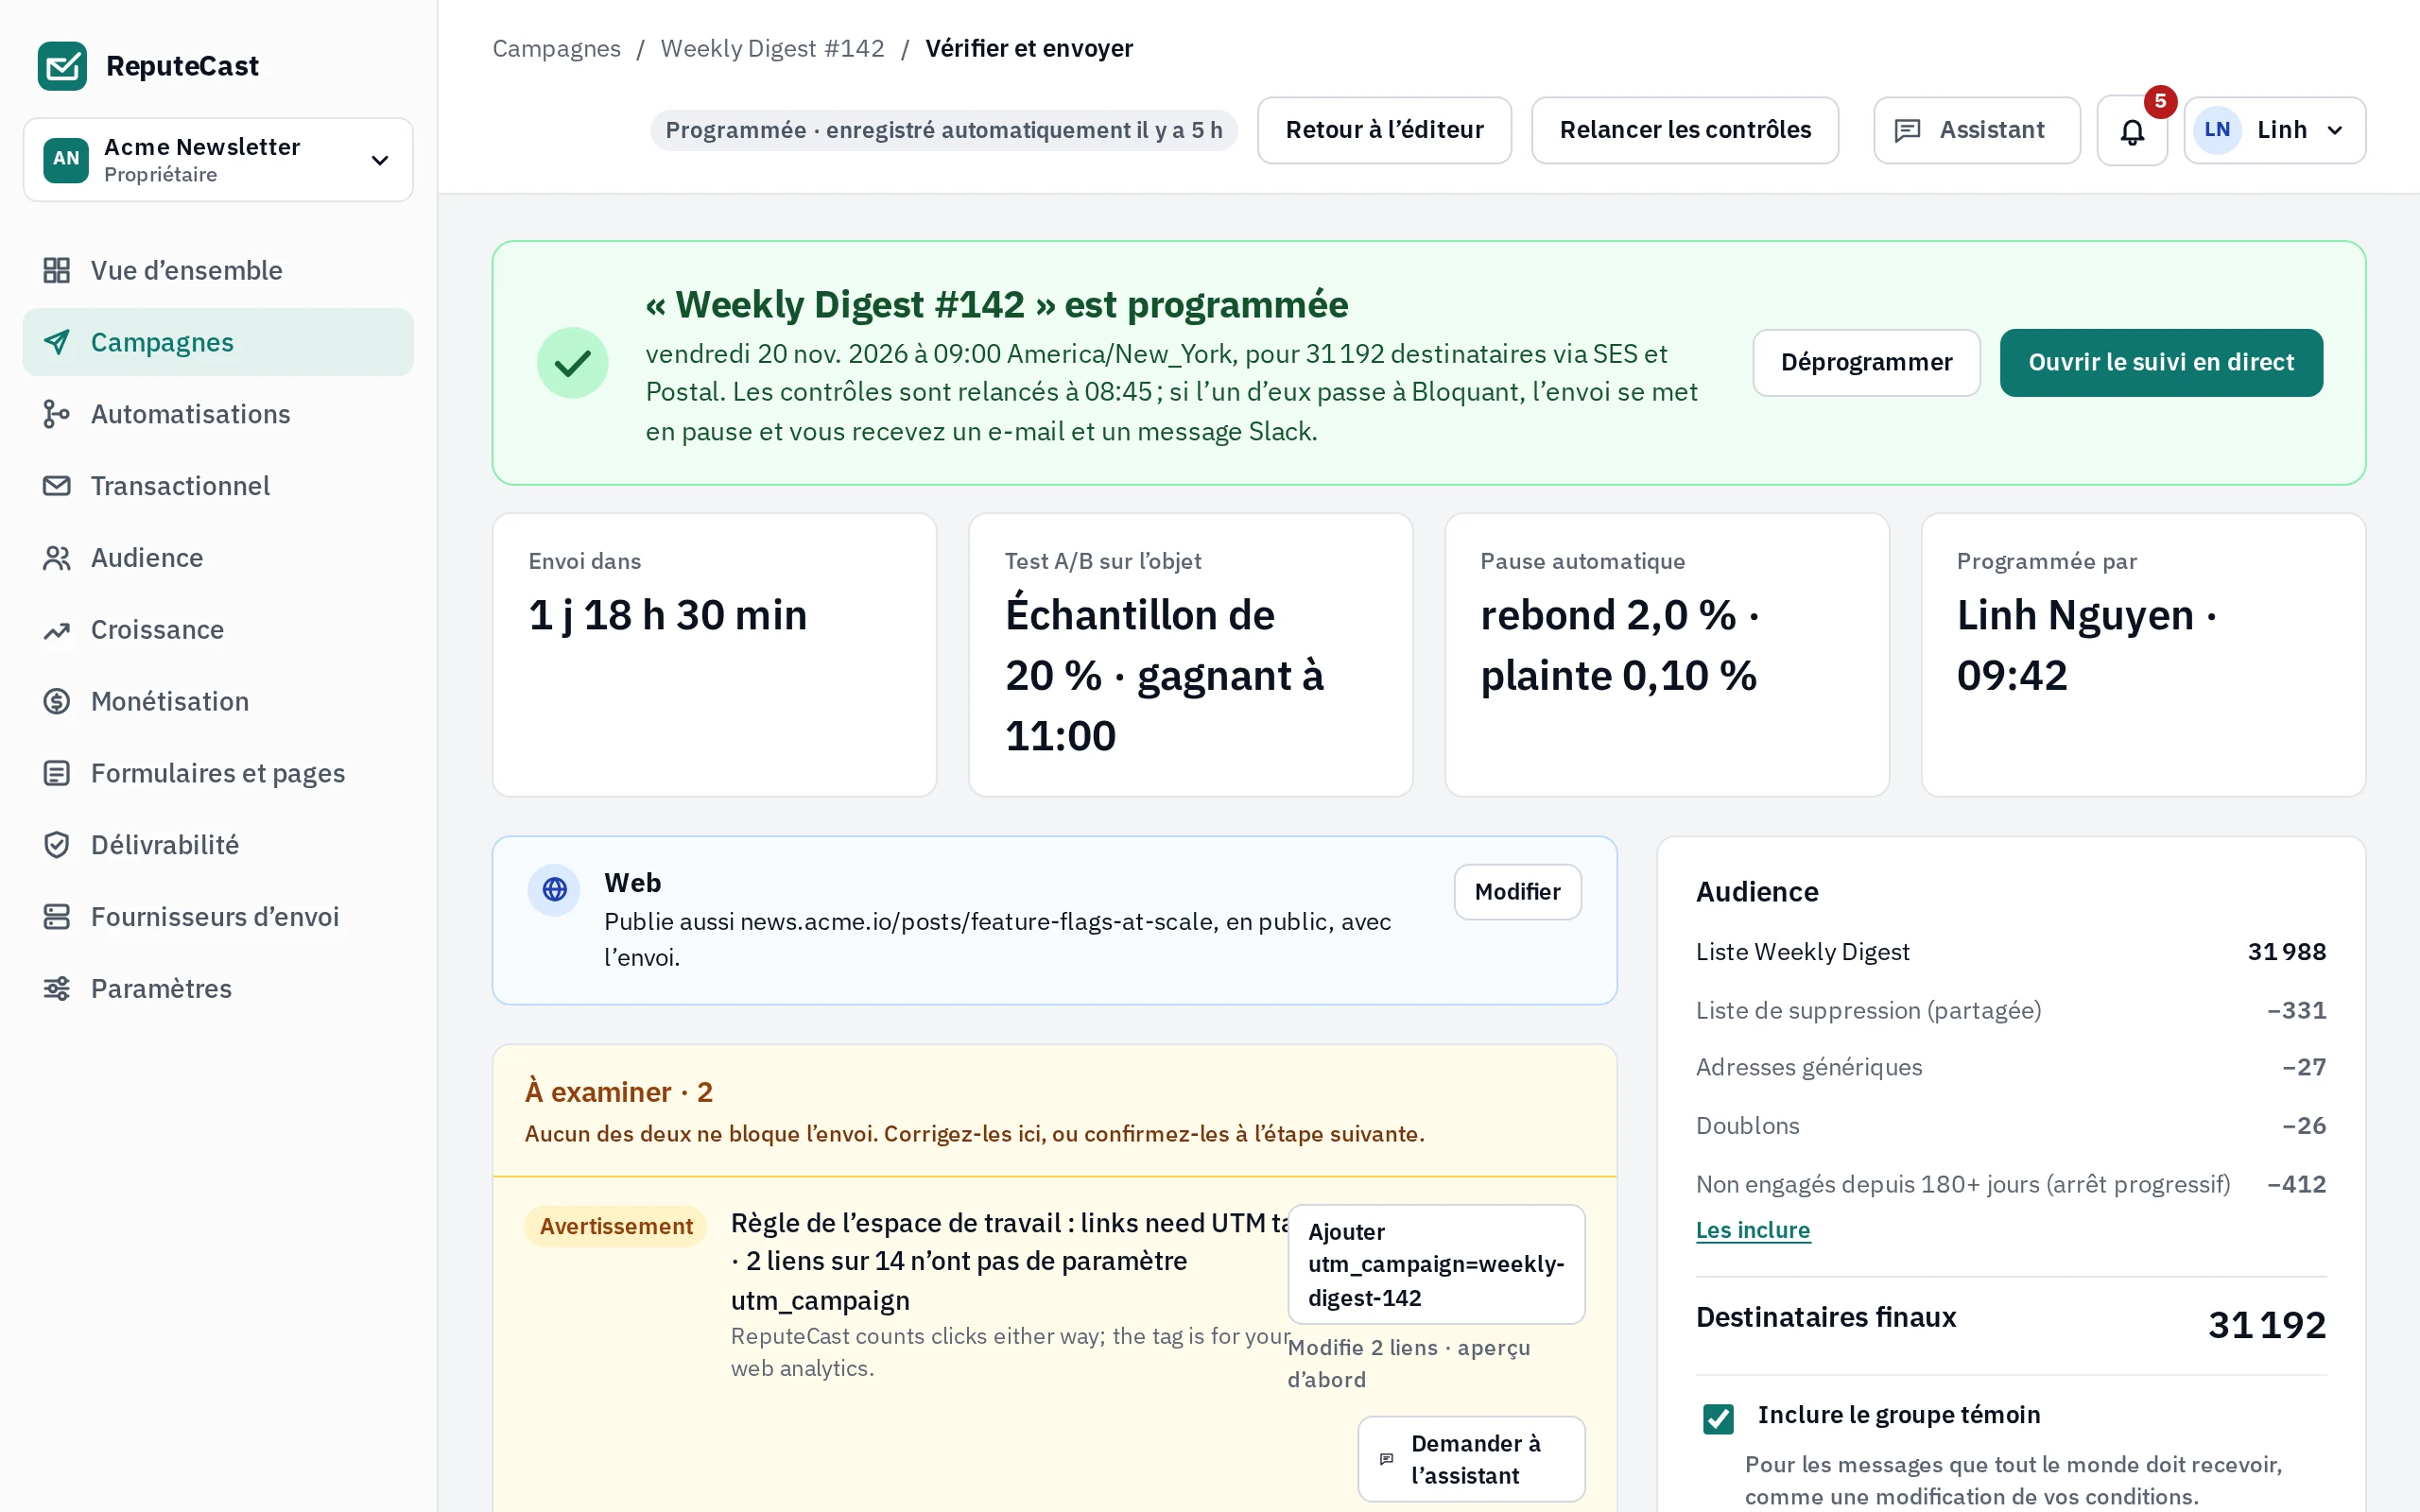 ReputeCast
AN
Acme Newsletter
Propriétaire
Vue d’ensemble
Campagnes
Automatisations
Transactionnel
Audience
Croissance
Monétisation
Formulaires et pages
Délivrabilité
Fournisseurs d’envoi
Paramètres
Campagnes / Weekly Digest #142 / Vérifier et envoyer
Programmée · enregistré automatiquement il y a 5 h
Retour à l’éditeur
Relancer les contrôles
Assistant
5
LN
Linh
« Weekly Digest #142 » est programmée
vendredi 20 nov. 2026 à 09:00 America/New_York, pour 31 192 destinataires via SES et
Postal. Les contrôles sont relancés à 08:45 ; si l’un d’eux passe à Bloquant, l’envoi se met
en pause et vous recevez un e-mail et un message Slack.
Déprogrammer
Ouvrir le suivi en direct
Envoi dans
1 j 18 h 30 min
Test A/B sur l’objet
Échantillon de
20 % · gagnant à
11:00
Pause automatique
rebond 2,0 % ·
plainte 0,10 %
Programmée par
Linh Nguyen ·
09:42
Web
Publie aussi news.acme.io/posts/feature-flags-at-scale, en public, avec
l’envoi.
Modifier
À examiner · 2
Aucun des deux ne bloque l’envoi. Corrigez-les ici, ou confirmez-les à l’étape suivante.
Avertissement
Règle de l’espace de travail : links need UTM
· 2 liens sur 14 n’ont pas de paramètre
utm_campaign
ReputeCast counts clicks either way; the tag is for your
web analytics.
Ajouter
utm_campaign=weekly-
digest-142
Modifie 2 liens · aperçu
d’abord
Demander à
l’assistant
Audience
Liste Weekly Digest 31 988
Liste de suppression (partagée) −331
Adresses génériques −27
Doublons −26
Non engagés depuis 180+ jours (arrêt progressif) −412
Les inclure
Destinataires finaux 31 192
Inclure le groupe témoin
Pour les messages que tout le monde doit recevoir,
comme une modification de vos conditions.